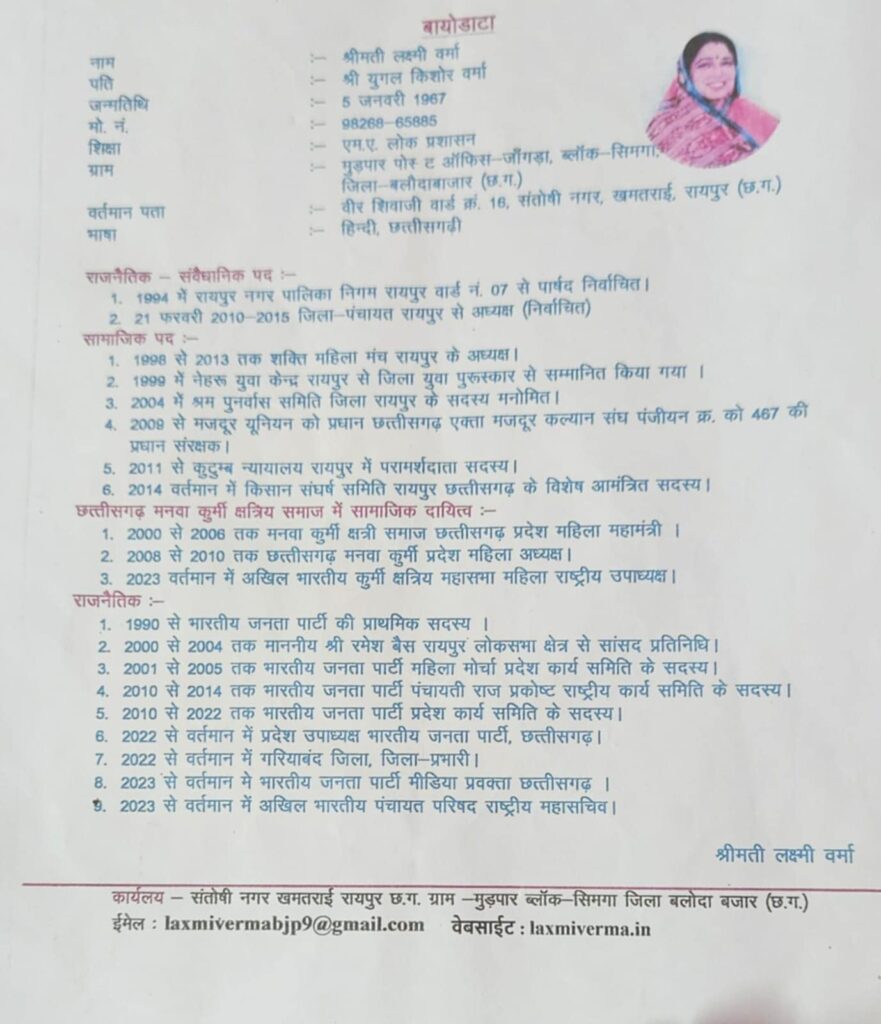 बायोडाटा
नाम :– श्रीमती लक्ष्मी वर्मा
पति :– श्री युगल किशोर वर्मा
जन्मतिथि :– 5 जनवरी 1967
मो. नं. :– 98268-65885
शिक्षा :– एम.ए. लोक प्रशासन
ग्राम :– मुड़पार पोस्ट ऑफिस–जाँगड़ा, ब्लॉक–सिमगा,
जिला–बलौदाबाजार (छ.ग.)
वर्तमान पता :– वीर शिवाजी वार्ड क्रं. 16, संतोषी नगर, खमतराई, रायपुर (छ.ग.)
भाषा :– हिन्दी, छत्तीसगढ़ी
राजनैतिक – संवैधानिक पद :–
1. 1994 में रायपुर नगर पालिका निगम रायपुर वार्ड नं. 07 से पार्षद निर्वाचित।
2. 21 फरवरी 2010-2015 जिला–पंचायत रायपुर से अध्यक्ष (निर्वाचित)
सामाजिक पद :–
1. 1998 से 2013 तक शक्ति महिला मंच रायपुर के अध्यक्ष।
2. 1999 में नेहरू युवा केन्द्र रायपुर से जिला युवा पुरूस्कार से सम्मानित किया गया ।
3. 2004 में श्रम पुनर्वास समिति जिला रायपुर के सदस्य मनोमित।
4. 2009 से मजदूर यूनियन को प्रधान छत्तीसगढ़ एक्ता मजदूर कल्यान संघ पंजीयन क्र. को 467 की
प्रधान संरक्षक।
5. 2011 से कुटुम्ब न्यायालय रायपुर में परामर्शदाता सदस्य।
6. 2014 वर्तमान में किसान संघर्ष समिति रायपुर छत्तीसगढ़ के विशेष आमंत्रित सदस्य।
छत्तीसगढ़ मनवा कुर्मी क्षत्रिय समाज में सामाजिक दायित्व :–
1. 2000 से 2006 तक मनवा कुर्मी क्षत्री समाज छत्तीसगढ़ प्रदेश महिला महामंत्री ।
2. 2008 से 2010 तक छत्तीसगढ़ मनवा कुर्मी प्रदेश महिला अध्यक्ष।
3. 2023 वर्तमान में अखिल भारतीय कुर्मी क्षत्रिय महासभा महिला राष्ट्रीय उपाध्यक्ष।
राजनैतिक :–
1. 1990 से भारतीय जनता पार्टी की प्राथमिक सदस्य ।
2. 2000 से 2004 तक माननीय श्री रमेश बैस रायपुर लोकसभा क्षेत्र से सांसद प्रतिनिधि।
3. 2001 से 2005 तक भारतीय जनता पार्टी महिला मोर्चा प्रदेश कार्य समिति के सदस्य।
4. 2010 से 2014 तक भारतीय जनता पार्टी पंचायती राज प्रकोष्ट राष्ट्रीय कार्य समिति के सदस्य।
5. 2010 से 2022 तक भारतीय जनता पार्टी प्रदेश कार्य समिति के सदस्य।
6. 2022 से वर्तमान में प्रदेश उपाध्यक्ष भारतीय जनता पार्टी, छत्तीसगढ़।
7. 2022 से वर्तमान में गरियाबंद जिला, जिला–प्रभारी।
8. 2023 से वर्तमान मे भारतीय जनता पार्टी मीडिया प्रवक्ता छत्तीसगढ़ ।
9. 2023 से वर्तमान में अखिल भारतीय पंचायत परिषद राष्ट्रीय महासचिव।
श्रीमती लक्ष्मी वर्मा
कार्यलय – संतोषी नगर खमतराई रायपुर छ.ग. ग्राम –मुड़पार ब्लॉक–सिमगा जिला बलोदा बजार (छ.ग.)
ईमेल : laxmivermabjp9@gmail.com वेबसाईट : laxmiverma.in